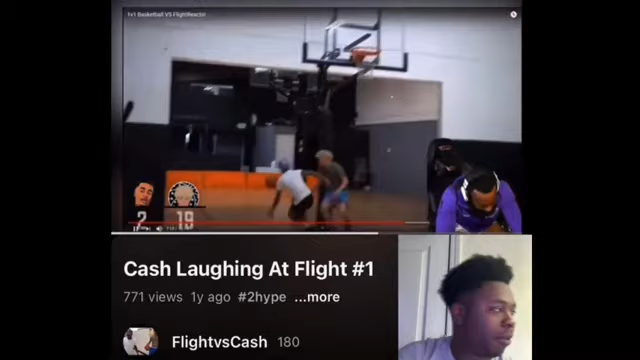 1v1 Basketball VS FlightReacts!
2 19
Cash Laughing At Flight #1
771 views 1y ago #2hype ...more
FlightvsCash 180